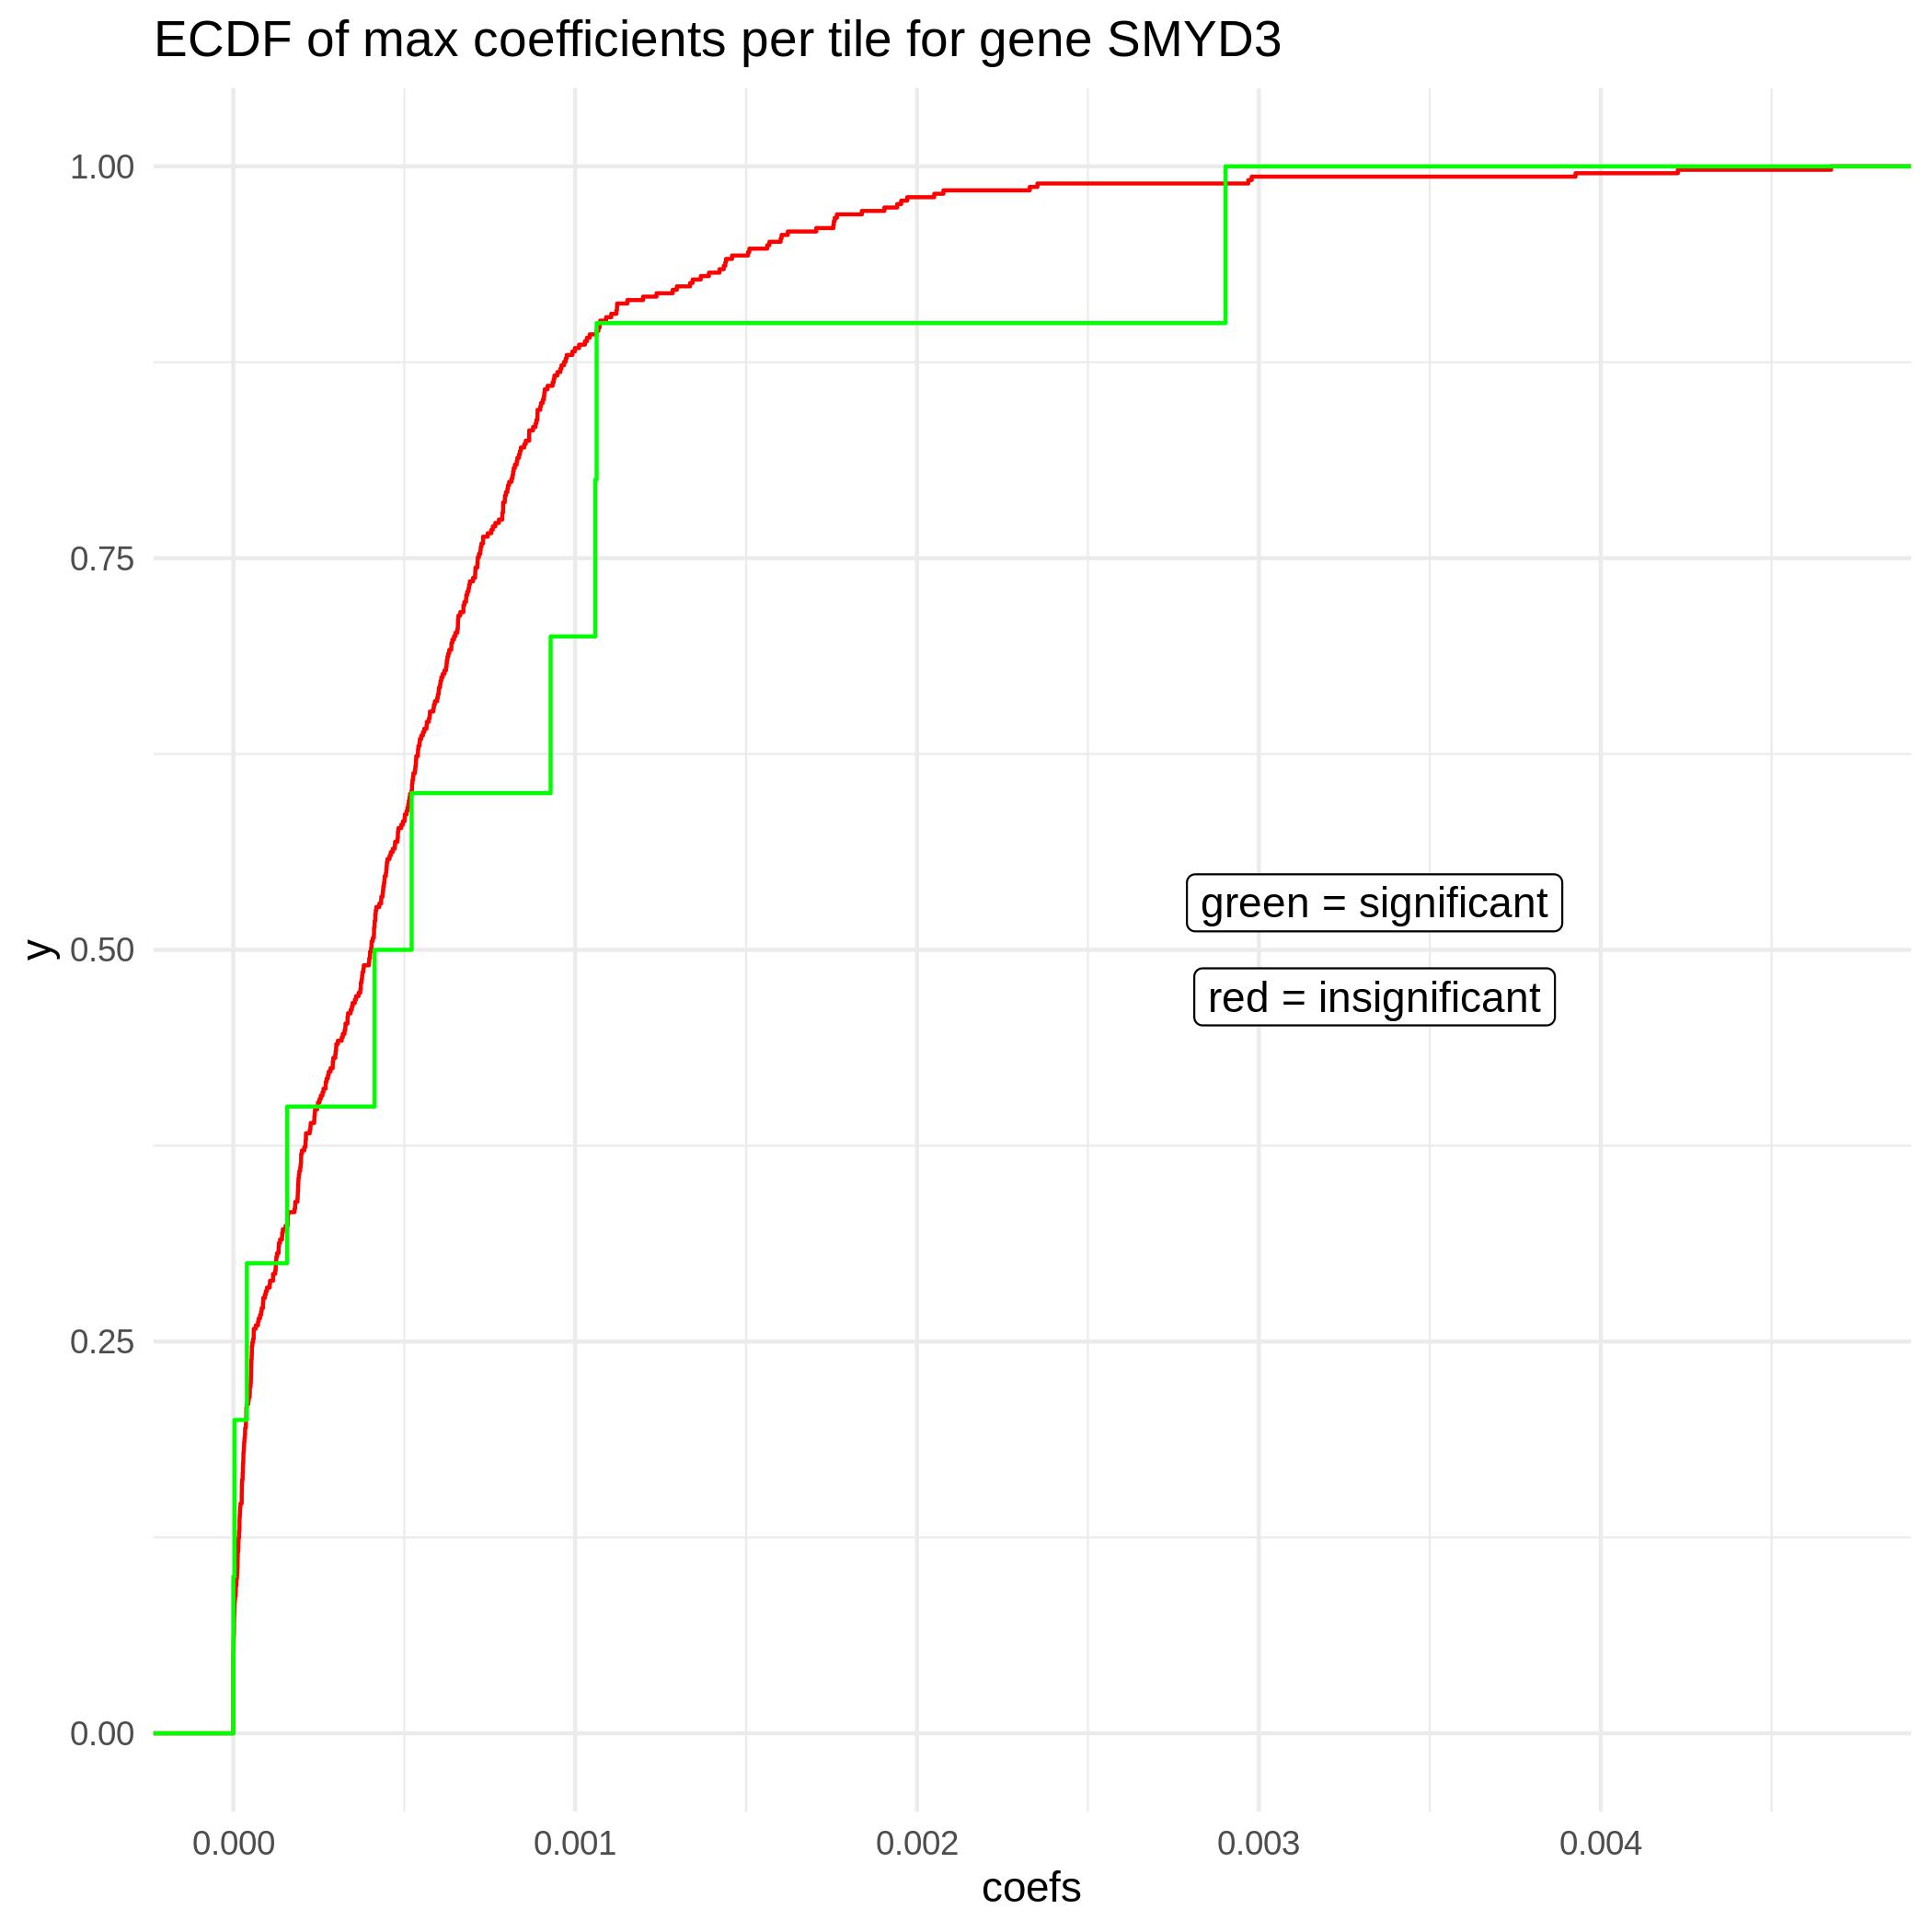 ECDF of max coefficients per tile for gene SMYD3
1.00
0.75
0.50
0.25
0.00
y
green = significant
red = insignificant
0.000
0.001
0.002
0.003
0.004
coefs